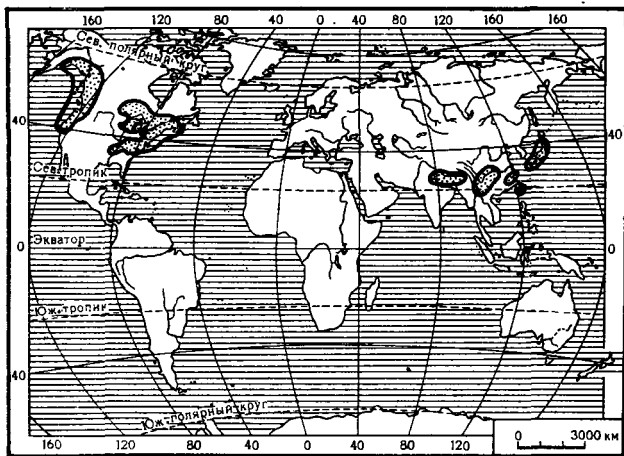 160 120 80 40 0 40 80 120 160 160
Сев. полярный круг
40 40
Сев. тропик
Экватор 0 0
Юж. тропик
40
Юж. полярный круг
160 120 80 40 0 40 80 120
0 3000 км